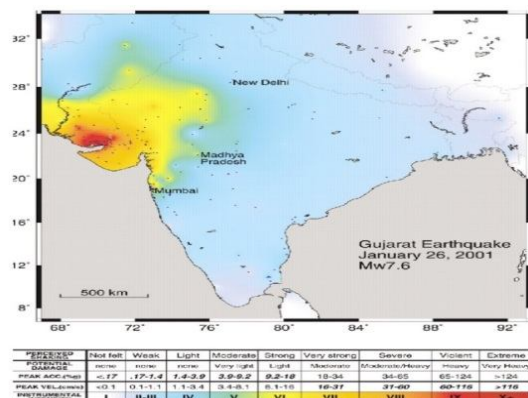 28°
New Delhi
24°
Madhya
Pradesh
20°
Mumbai
16°
Gujarat Earthquake
January 26, 2001
12°
Mw7.6
500 km
8°
68° 72° 76° 80° 84° 88° 92°
PERCEIVED SHAKING Not felt Weak Light Moderate Strong Very strong Severe Violent Extreme
POTENTIAL DAMAGE none none none Very light Light Moderate Moderate/Heavy Heavy Very Heavy
PEAK ACC.(%g) <.17 .17-1.4 1.4-3.9 3.9-9.2 9.2-18 18-34 34-65 65-124 >124
PEAK VEL.(cm/s) <0.1 0.1-1.1 1.1-3.4 3.4-8.1 8.1-16 16-31 31-60 60-116 >116
INSTRUMENTAL I II-III IV V VI VII VIII